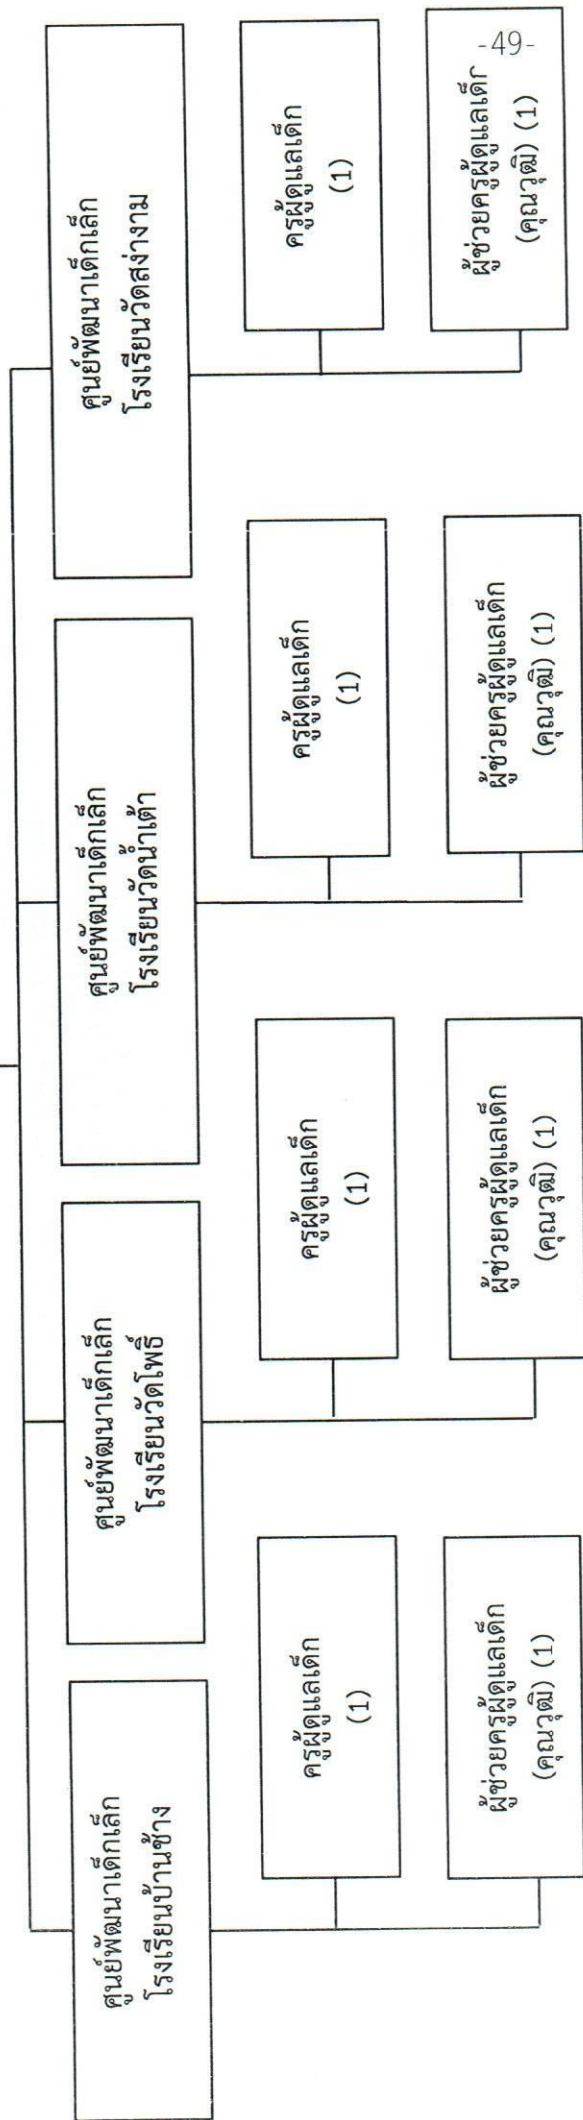 -49-
ศูนย์พัฒนาเด็กเล็ก
โรงเรียนบ้านช้าง
ครูผู้ดูแลเด็ก
(1)
ผู้ช่วยครูผู้ดูแลเด็ก
(คุณวุฒิ) (1)
ศูนย์พัฒนาเด็กเล็ก
โรงเรียนวัดโพธิ์
ครูผู้ดูแลเด็ก
(1)
ผู้ช่วยครูผู้ดูแลเด็ก
(คุณวุฒิ) (1)
ศูนย์พัฒนาเด็กเล็ก
โรงเรียนวัดน้ำเต้า
ครูผู้ดูแลเด็ก
(1)
ผู้ช่วยครูผู้ดูแลเด็ก
(คุณวุฒิ) (1)
ศูนย์พัฒนาเด็กเล็ก
โรงเรียนวัดสง่างาม
ครูผู้ดูแลเด็ก
(1)
ผู้ช่วยครูผู้ดูแลเด็ก
(คุณวุฒิ) (1)